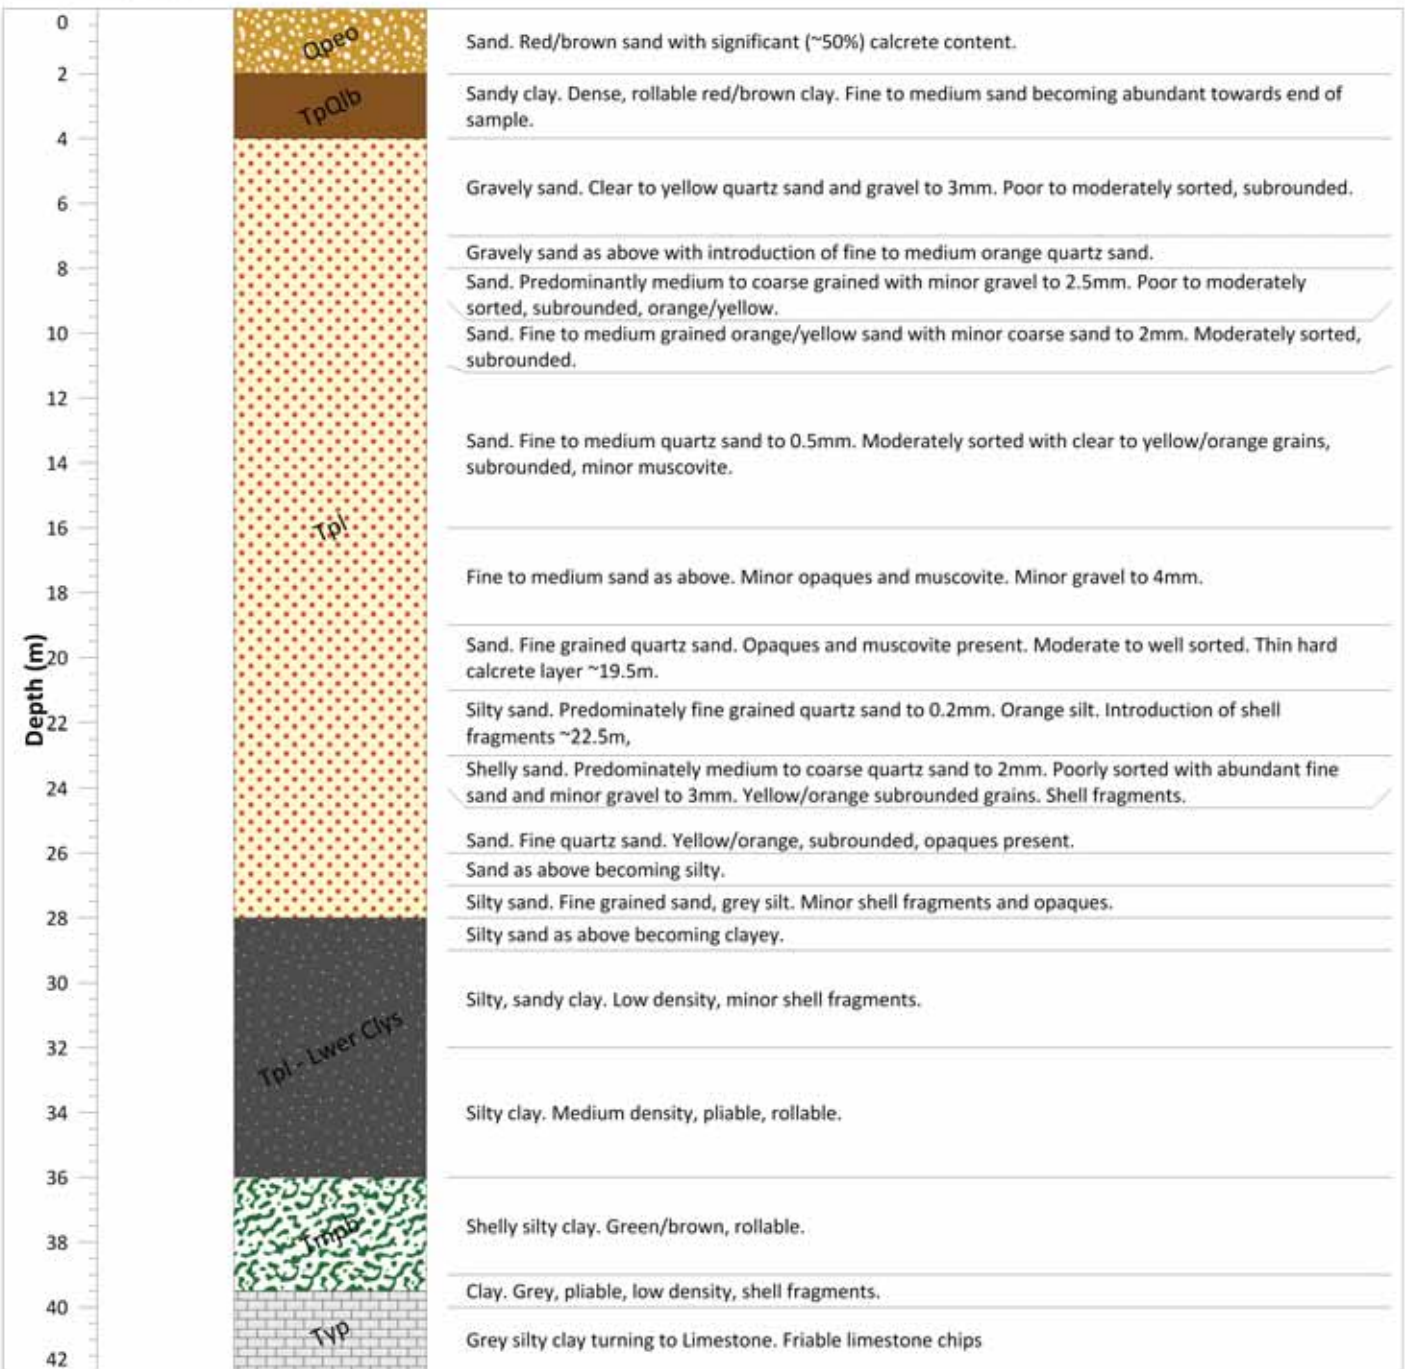 0
Qpeo
Sand. Red/brown sand with significant (~50%) calcrete content.
2
TpQlb
Sandy clay. Dense, rollable red/brown clay. Fine to medium sand becoming abundant towards end of
sample.
4
Gravely sand. Clear to yellow quartz sand and gravel to 3mm. Poor to moderately sorted, subrounded.
6
Gravely sand as above with introduction of fine to medium orange quartz sand.
8
Sand. Predominantly medium to coarse grained with minor gravel to 2.5mm. Poor to moderately
sorted, subrounded, orange/yellow.
10
Sand. Fine to medium grained orange/yellow sand with minor coarse sand to 2mm. Moderately sorted,
subrounded.
12
Sand. Fine to medium quartz sand to 0.5mm. Moderately sorted with clear to yellow/orange grains,
subrounded, minor muscovite.
14
16
Tpl
Fine to medium sand as above. Minor opaques and muscovite. Minor gravel to 4mm.
18
Depth (m)
Sand. Fine grained quartz sand. Opaques and muscovite present. Moderate to well sorted. Thin hard
calcrete layer ~19.5m.
20
Silty sand. Predominately fine grained quartz sand to 0.2mm. Orange silt. Introduction of shell
fragments ~22.5m,
22
Shelly sand. Predominately medium to coarse quartz sand to 2mm. Poorly sorted with abundant fine
sand and minor gravel to 3mm. Yellow/orange subrounded grains. Shell fragments.
24
Sand. Fine quartz sand. Yellow/orange, subrounded, opaques present.
26
Sand as above becoming silty.
Silty sand. Fine grained sand, grey silt. Minor shell fragments and opaques.
28
Silty sand as above becoming clayey.
30
Silty, sandy clay. Low density, minor shell fragments.
32
Tpl - Lwer Clys
34
Silty clay. Medium density, pliable, rollable.
36
Shelly silty clay. Green/brown, rollable.
38
Tmpb
Clay. Grey, pliable, low density, shell fragments.
40
Typ
Grey silty clay turning to Limestone. Friable limestone chips
42